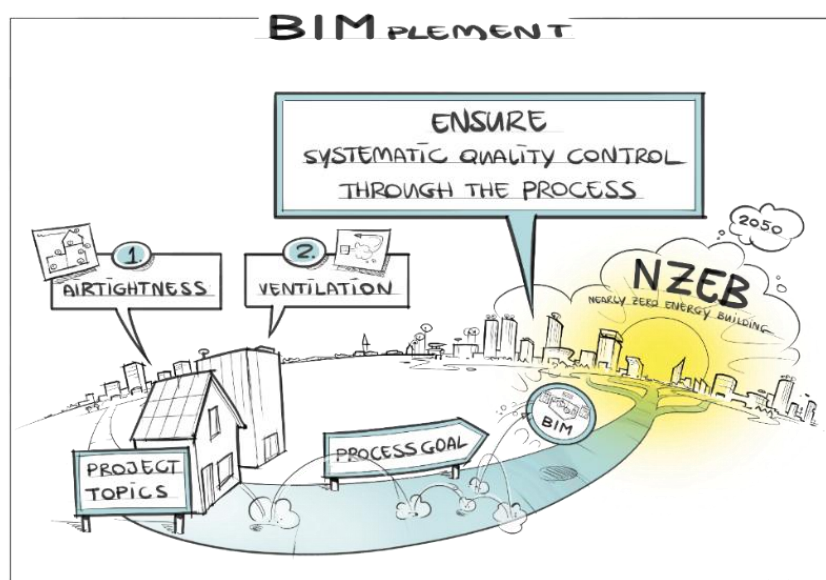 BIMPLEMENT
ENSURE
SYSTEMATIC QUALITY CONTROL
THROUGH THE PROCESS
2050
NZEB
NEARLY ZERO ENERGY BUILDING
1.
AIRTIGHTNESS
2.
VENTILATION
PROJECT
TOPICS
PROCESS GOAL
BIM